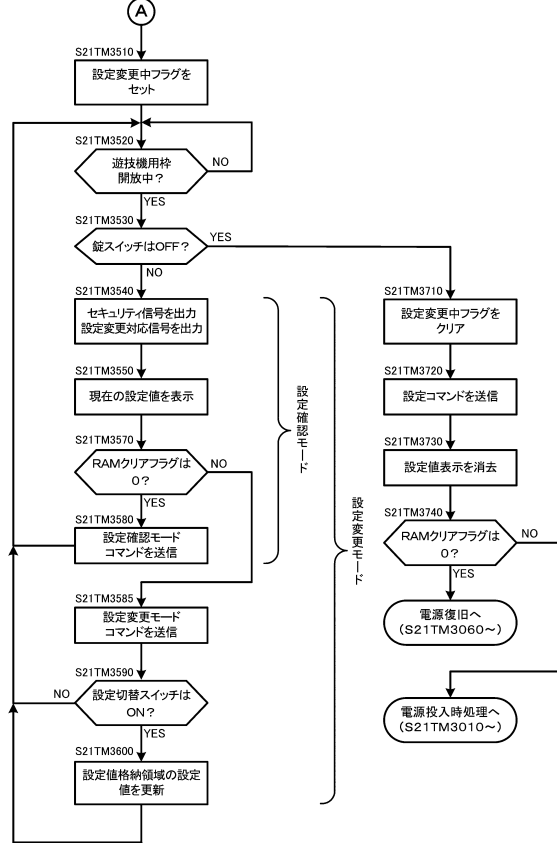 A
S21TM3510
設定変更中フラグを
セット
S21TM3520
遊技機用枠
開放中？
NO
YES
S21TM3530
錠スイッチはOFF？
YES
NO
S21TM3540
セキュリティ信号を出力
設定変更対応信号を出力
S21TM3550
現在の設定値を表示
S21TM3570
RAMクリアフラグは
0？
NO
YES
S21TM3580
設定確認モード
コマンドを送信
S21TM3585
設定変更モード
コマンドを送信
S21TM3590
設定切替スイッチは
ON？
NO
YES
S21TM3600
設定値格納領域の設定
値を更新
設定確認モード
設定変更モード
S21TM3710
設定変更中フラグを
クリア
S21TM3720
設定コマンドを送信
S21TM3730
設定値表示を消去
S21TM3740
RAMクリアフラグは
0？
NO
YES
電源復旧へ
(S21TM3060～)
電源投入時処理へ
(S21TM3010～)